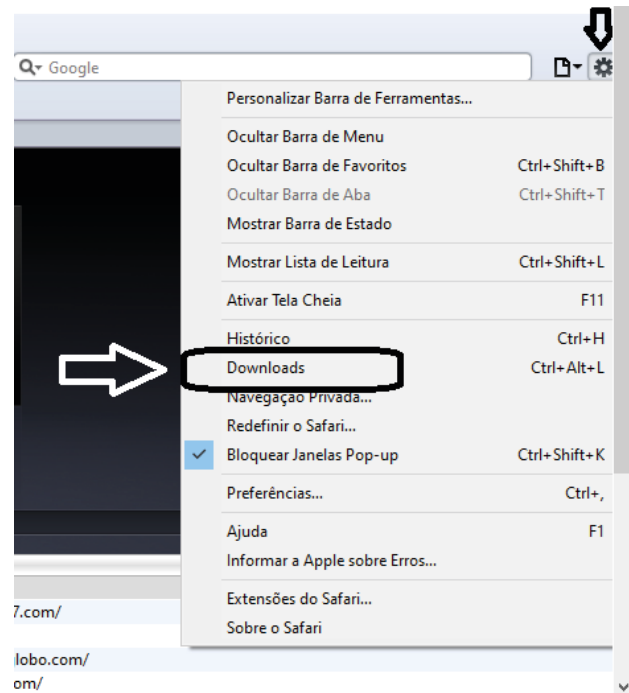 Google
Personalizar Barra de Ferramentas...
Ocultar Barra de Menu
Ocultar Barra de Favoritos Ctrl+Shift+B
Ocultar Barra de Aba Ctrl+Shift+T
Mostrar Barra de Estado
Mostrar Lista de Leitura Ctrl+Shift+L
Ativar Tela Cheia F11
Histórico Ctrl+H
Downloads Ctrl+Alt+L
Navegação Privada...
Redefinir o Safari...
Bloquear Janelas Pop-up Ctrl+Shift+K
Preferências... Ctrl+,
Ajuda F1
Informar a Apple sobre Erros...
Extensões do Safari...
7.com/
Sobre o Safari
lobo.com/
om/